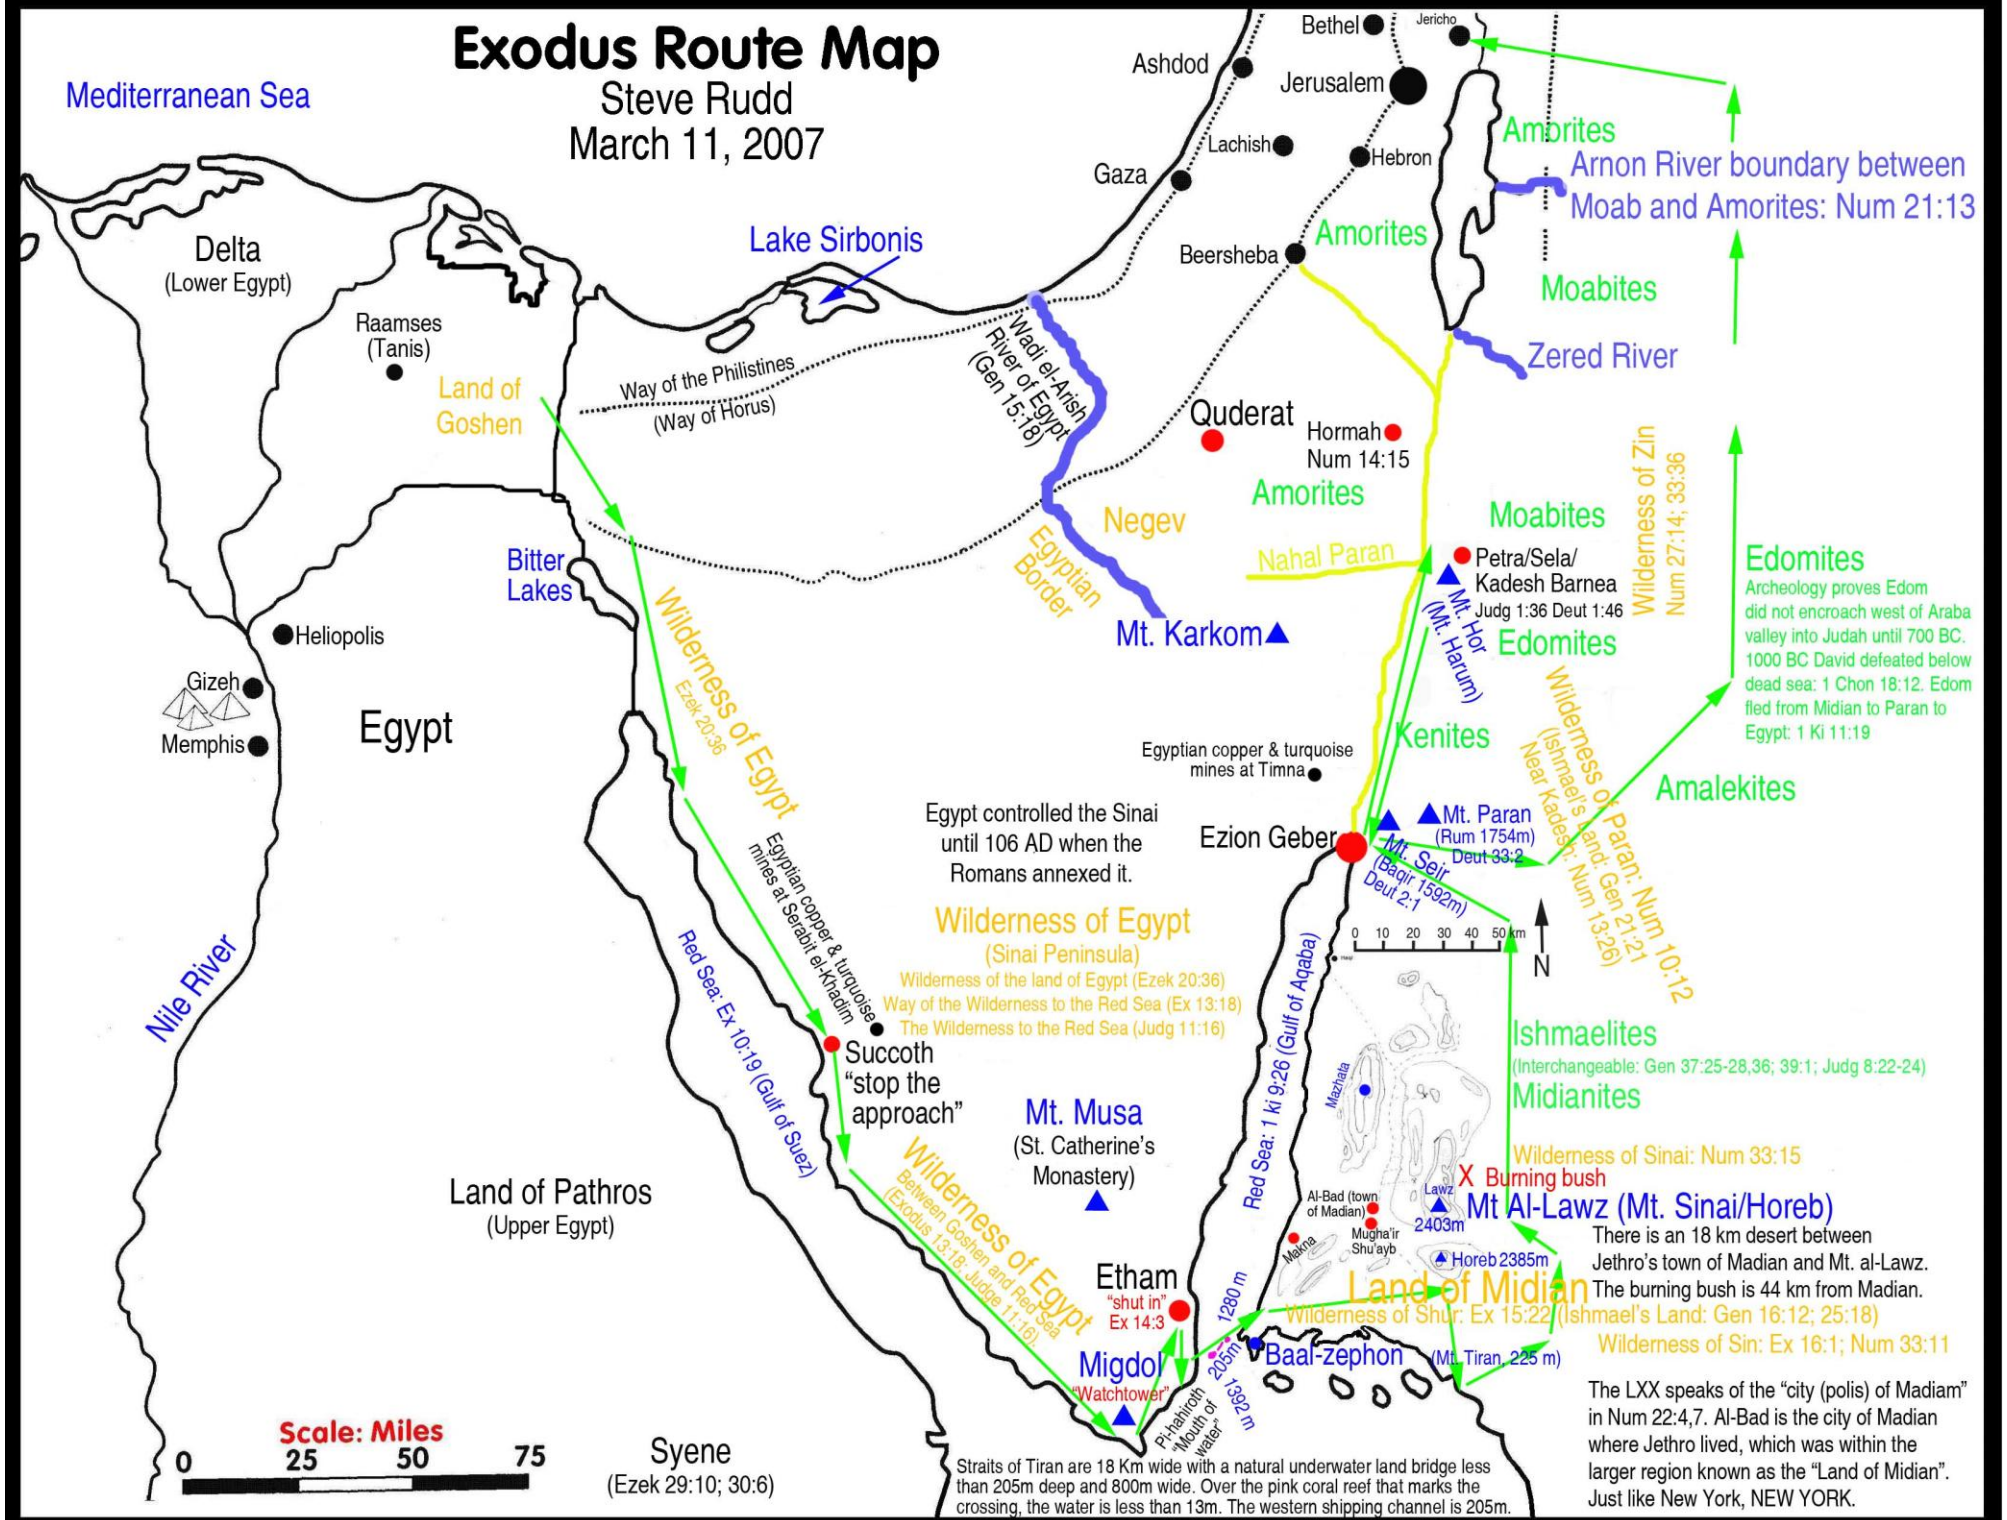 Exodus Route Map
Steve Rudd
March 11, 2007
Mediterranean Sea
Delta
(Lower Egypt)
Raamses
(Tanis)
Land of
Goshen
Lake Sirbonis
Way of the Philistines
(Way of Horus)
Wadi el-Arish
River of Egypt
(Gen 15:18)
Ashdod
Gaza
Bethel
Jericho
Jerusalem
Lachish
Hebron
Beersheba
Amorites
Amorites
Arnon River boundary between
Moab and Amorites: Num 21:13
Moabites
Zered River
Quderat
Hormah
Num 14:15
Amorites
Negev
Egyptian
Border
Nahal Paran
Moabites
Petra/Sela/
Kadesh Barnea
Judg 1:36 Deut 1:46
Mt. Hor
(Mt. Harum)
Edomites
Wilderness of Zin
Num 27:14; 33:36
Edomites
Archeology proves Edom
did not encroach west of Araba
valley into Judah until 700 BC.
1000 BC David defeated below
dead sea: 1 Chon 18:12. Edom
fled from Midian to Paran to
Egypt: 1 Ki 11:19
Bitter
Lakes
Heliopolis
Gizeh
Memphis
Egypt
Wilderness of Egypt
Ezek 20:36
Mt. Karkom
Kenites
Egyptian copper & turquoise
mines at Timna
Amalekites
Wilderness of Paran: Num 10:12
(Ishmael's Land: Gen 21:21
Near Kadesh: Num 13:26)
Egypt controlled the Sinai
until 106 AD when the
Romans annexed it.
Ezion Geber
Mt. Paran
(Rum 1754m)
Deut 33:2
Mt. Seir
(Baqir 1592m)
Deut 2:1
Egyptian copper & turquoise
mines at Serabit el-Khadim
Wilderness of Egypt
(Sinai Peninsula)
Wilderness of the land of Egypt (Ezek 20:36)
Way of the Wilderness to the Red Sea (Ex 13:18)
The Wilderness to the Red Sea (Judg 11:16)
0 10 20 30 40 50 km
N
Nile River
Red Sea: Ex 10:19 (Gulf of Suez)
Succoth
"stop the
approach"
Red Sea: 1 ki 9:26 (Gulf of Aqaba)
Mazhata
Ishmaelites
(Interchangeable: Gen 37:25-28,36; 39:1; Judg 8:22-24)
Midianites
Mt. Musa
(St. Catherine's
Monastery)
Wilderness of Sinai: Num 33:15
X Burning bush
Lawz
2403m
Mt Al-Lawz (Mt. Sinai/Horeb)
Al-Bad (town
of Madian)
Mugha'ir
Shu'ayb
Makna
Horeb 2385m
There is an 18 km desert between
Jethro's town of Madian and Mt. al-Lawz.
The burning bush is 44 km from Madian.
Land of Pathros
(Upper Egypt)
Wilderness of Egypt
Between Goshen and Red Sea
(Exodus 13:18; Judge 11:16).
Etham
"shut in"
Ex 14:3
Land of Midian
Wilderness of Shur: Ex 15:22 (Ishmael's Land: Gen 16:12; 25:18)
Wilderness of Sin: Ex 16:1; Num 33:11
1280 m
205m
1392 m
Baal-zephon
(Mt. Tiran, 225 m)
Migdol
"Watchtower"
Pi-hahiroth
"Mouth of
water"
The LXX speaks of the "city (polis) of Madiam"
in Num 22:4,7. Al-Bad is the city of Madian
where Jethro lived, which was within the
larger region known as the "Land of Midian".
Just like New York, NEW YORK.
Scale: Miles
0 25 50 75
Syene
(Ezek 29:10; 30:6)
Straits of Tiran are 18 Km wide with a natural underwater land bridge less
than 205m deep and 800m wide. Over the pink coral reef that marks the
crossing, the water is less than 13m. The western shipping channel is 205m.